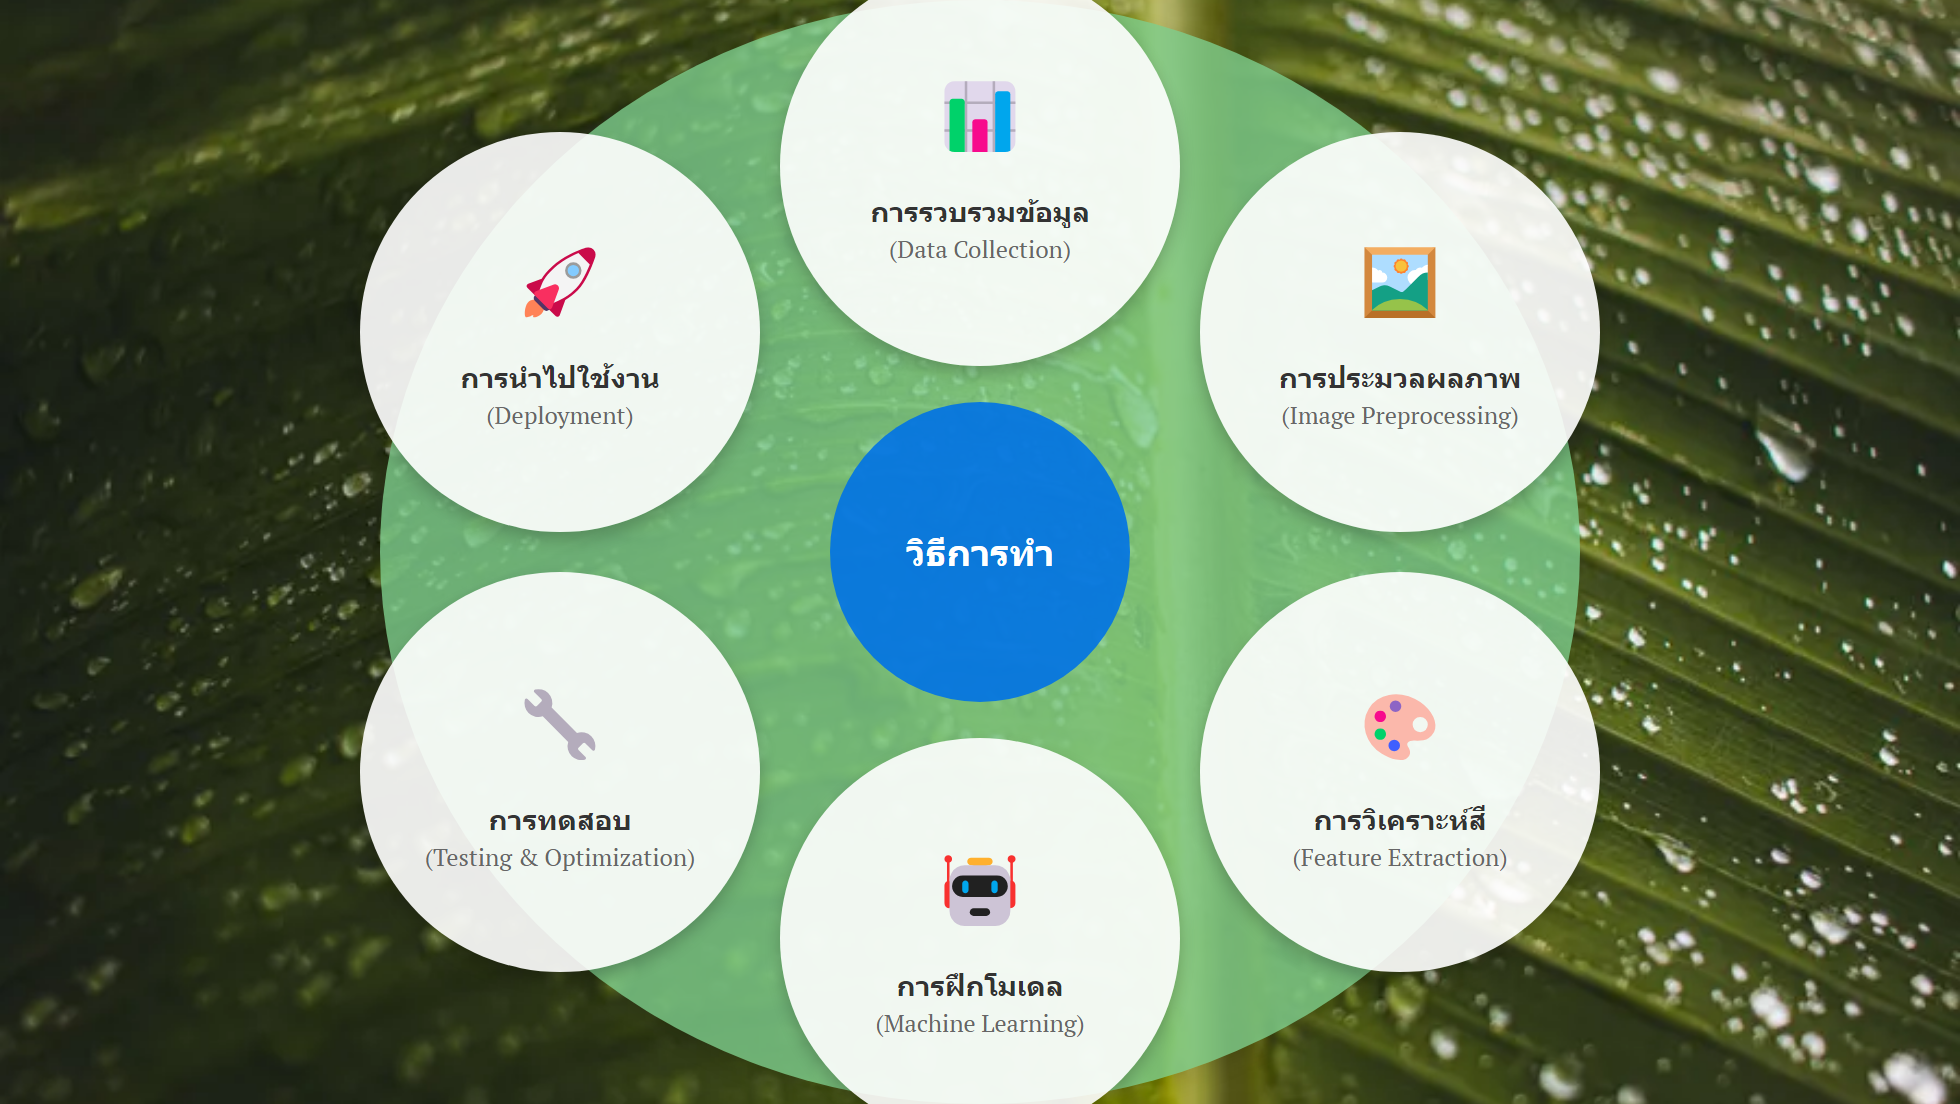 การรวบรวมข้อมูล
(Data Collection)
การนำไปใช้งาน
(Deployment)
การประมวลผลภาพ
(Image Preprocessing)
วิธีการทำ
การทดสอบ
(Testing & Optimization)
การวิเคราะห์สี
(Feature Extraction)
การฝึกโมเดล
(Machine Learning)